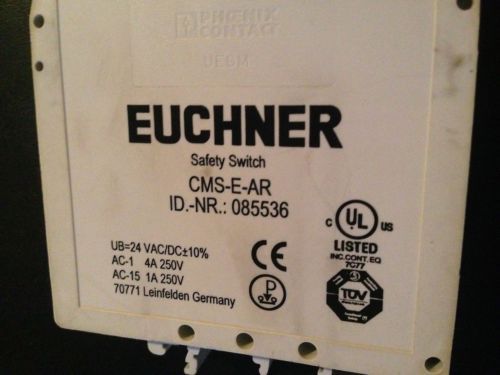 PHOENIX
CONTACT
UEGM
EUCHNER
Safety Switch
CMS-E-AR
ID.-NR.: 085536
UB=24 VAC/DC±10%
AC-1 4A 250V
AC-15 1A 250V
70771 Leinfelden Germany
CE
P
C UL US
LISTED
IND.CONT. EQ
7C77
TÜV